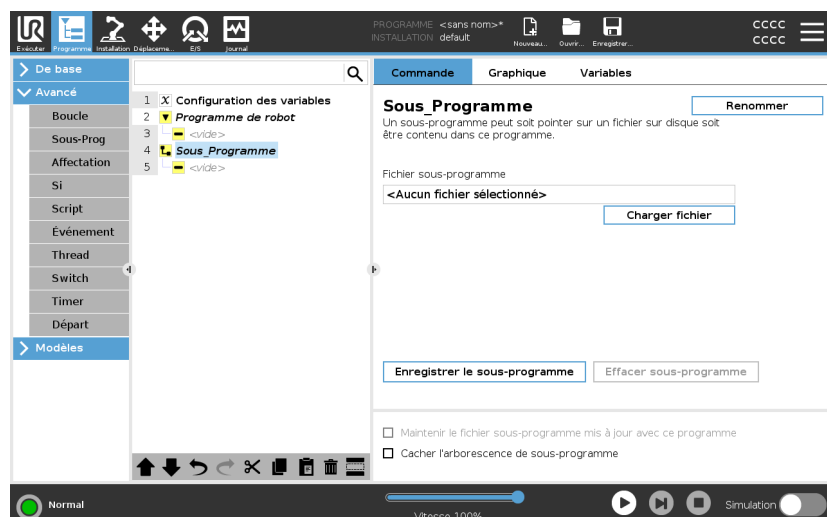 Exécuter Programme Installation Déplaceme... E/S Journal
PROGRAMME <sans nom>*
INSTALLATION default
Nouveau... Ouvrir... Enregistrer...
cccc
cccc
De base
Avancé
Boucle
Sous-Prog
Affectation
Si
Script
Événement
Thread
Switch
Timer
Départ
Modèles
1 X Configuration des variables
2 Programme de robot
3 <vide>
4 Sous_Programme
5 <vide>
Commande Graphique Variables
Sous_Programme
Renommer
Un sous-programme peut soit pointer sur un fichier sur disque soit
être contenu dans ce programme.
Fichier sous-programme
<Aucun fichier sélectionné>
Charger fichier
Enregistrer le sous-programme Effacer sous-programme
Maintenir le fichier sous-programme mis à jour avec ce programme
Cacher l'arborescence de sous-programme
Normal
Vitesse 100%
Simulation